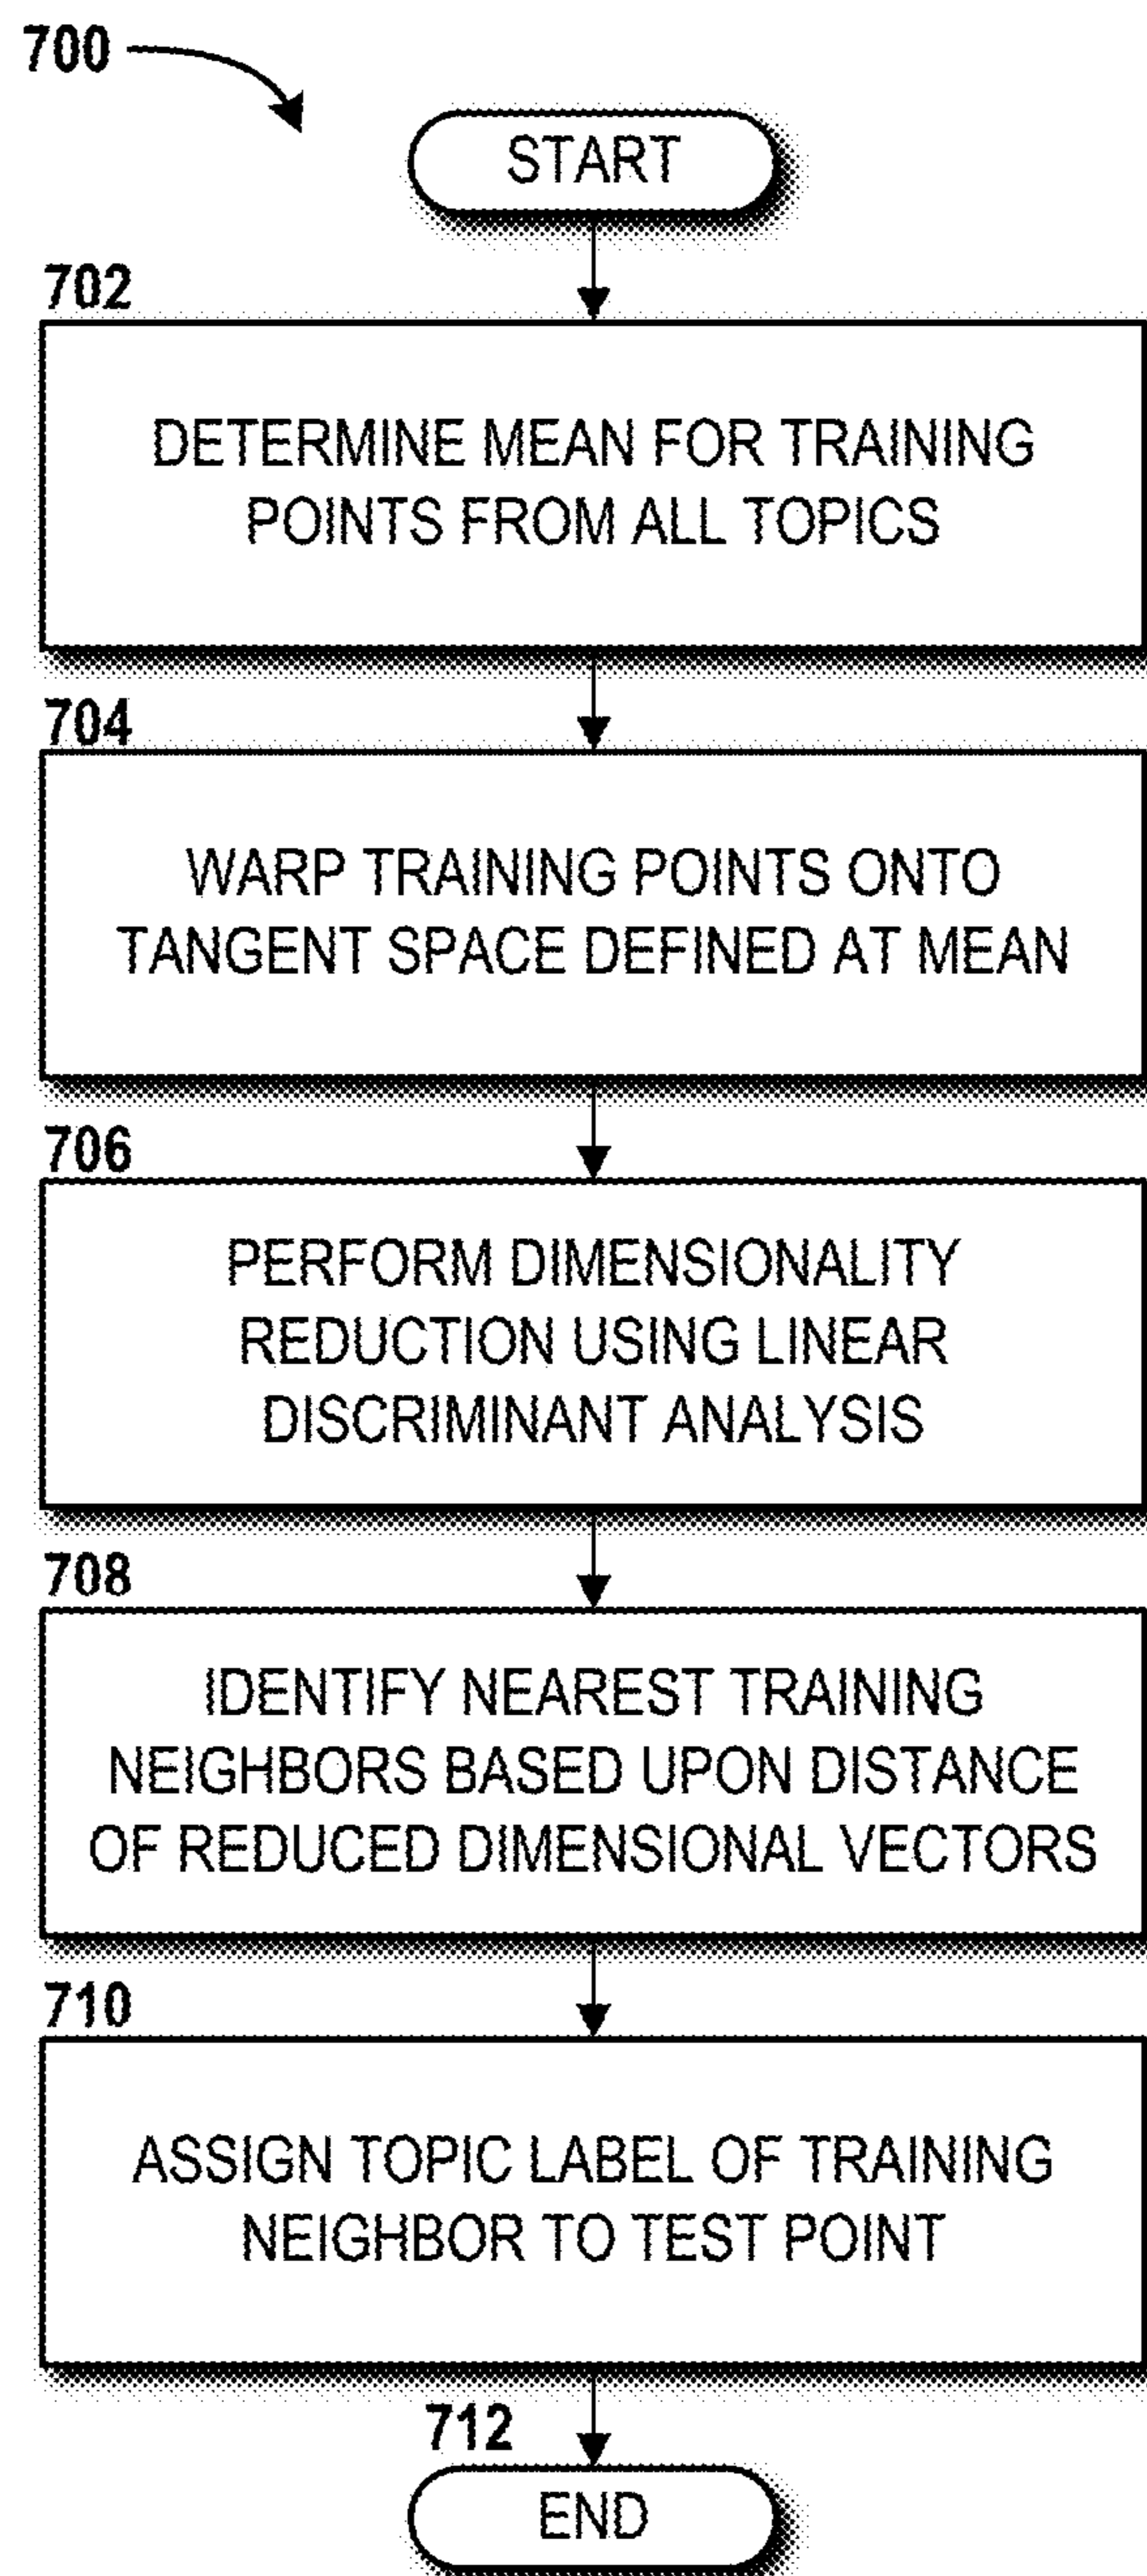 700
START
702
DETERMINE MEAN FOR TRAINING
POINTS FROM ALL TOPICS
704
WARP TRAINING POINTS ONTO
TANGENT SPACE DEFINED AT MEAN
706
PERFORM DIMENSIONALITY
REDUCTION USING LINEAR
DISCRIMINANT ANALYSIS
708
IDENTIFY NEAREST TRAINING
NEIGHBORS BASED UPON DISTANCE
OF REDUCED DIMENSIONAL VECTORS
710
ASSIGN TOPIC LABEL OF TRAINING
NEIGHBOR TO TEST POINT
712
END